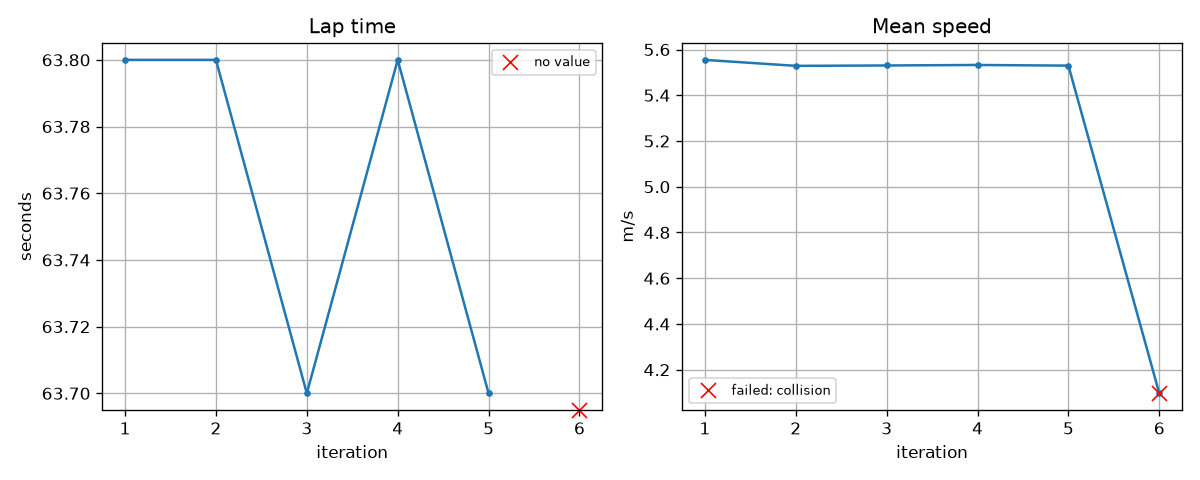 Lap time
63.80
63.78
63.76
63.74
63.72
63.70
seconds
no value
1 2 3 4 5 6
iteration
Mean speed
5.6
5.4
5.2
5.0
4.8
4.6
4.4
4.2
m/s
failed: collision
1 2 3 4 5 6
iteration